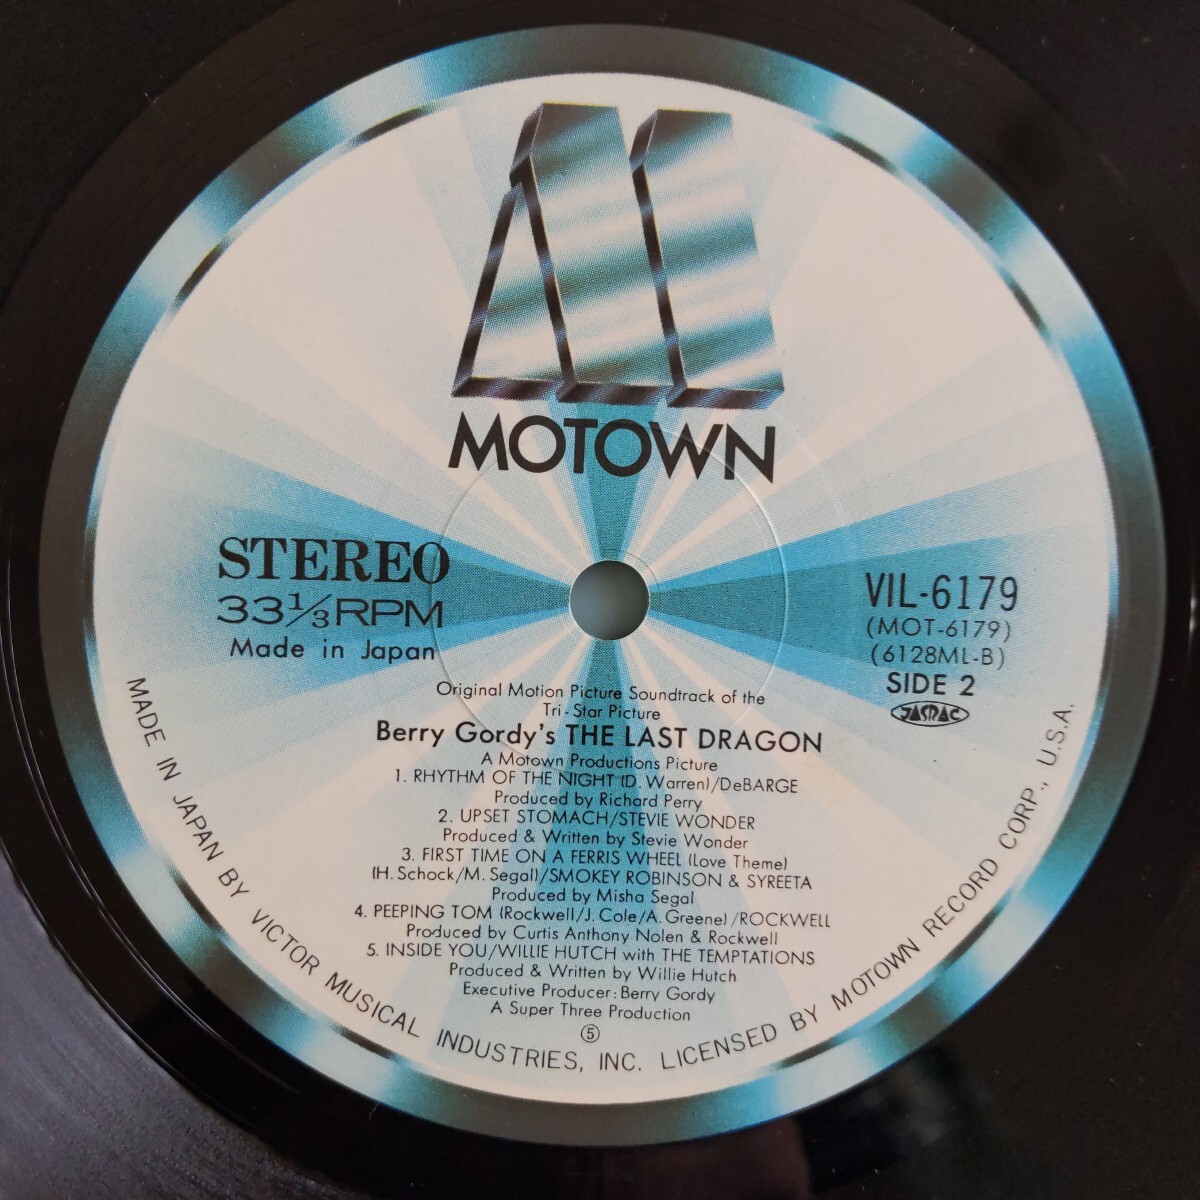 MOTOWN
STEREO
33⅓RPM
Made in Japan
VIL-6179
(MOT-6179)
(6128ML-B)
SIDE 2
JASRAC
Original Motion Picture Soundtrack of the
Tri-Star Picture
Berry Gordy's THE LAST DRAGON
A Motown Productions Picture
1. RHYTHM OF THE NIGHT (D. Warren)/DeBARGE
Produced by Richard Perry
2. UPSET STOMACH/STEVIE WONDER
Produced & Written by Stevie Wonder
3. FIRST TIME ON A FERRIS WHEEL (Love Theme)
(H. Schock/M. Segal)/SMOKEY ROBINSON & SYREETA
Produced by Misha Segal
4. PEEPING TOM (Rockwell/J. Cole/A. Greene) /ROCKWELL
Produced by Curtis Anthony Nolen & Rockwell
5. INSIDE YOU/WILLIE HUTCH with THE TEMPTATIONS
Produced & Written by Willie Hutch
Executive Producer: Berry Gordy
A Super Three Production
⑤
MADE IN JAPAN BY VICTOR MUSICAL INDUSTRIES, INC. LICENSED BY MOTOWN RECORD CORP., U.S.A.